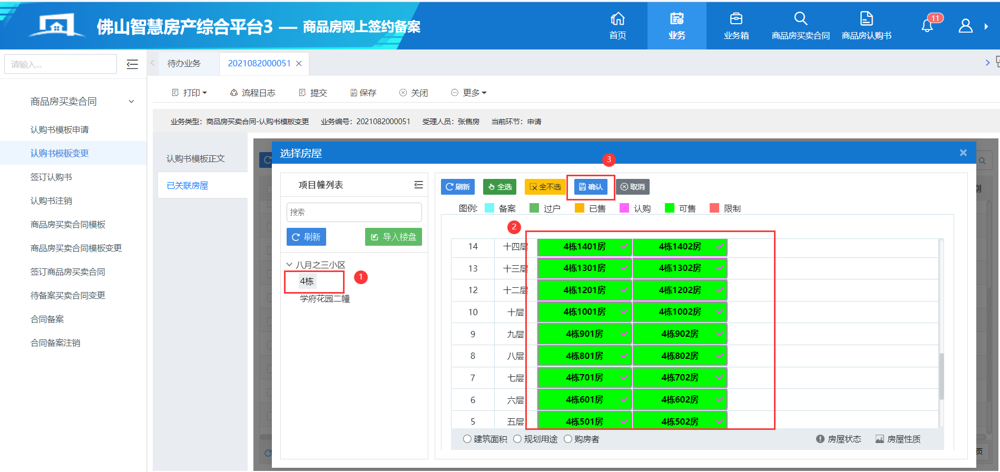 佛山智慧房产综合平台3 — 商品房网上签约备案
首页
业务
业务箱
商品房买卖合同
商品房认购书
11
请输入...
待办业务
2021082000051
打印
流程日志
提交
保存
关闭
更多
业务类型：商品房买卖合同-认购书模板变更 业务编号：2021082000051 受理人员：张售房 当前环节：申请
商品房买卖合同
认购书模板申请
认购书模板变更
签订认购书
认购书注销
商品房买卖合同模板
商品房买卖合同模板变更
签订商品房买卖合同
待备案买卖合同变更
合同备案
合同备案注销
认购书模板正文
已关联房屋
选择房屋
项目幢列表
搜索
刷新
导入楼盘
八月之三小区
4栋
1
学府花园二幢
3
刷新
全选
全不选
确认
取消
图例: 备案 过户 已售 认购 可售 限制
2
14 十四层 4栋1401房 4栋1402房
13 十三层 4栋1301房 4栋1302房
12 十二层 4栋1201房 4栋1202房
10 十层 4栋1001房 4栋1002房
9 九层 4栋901房 4栋902房
8 八层 4栋801房 4栋802房
7 七层 4栋701房 4栋702房
6 六层 4栋601房 4栋602房
5 五层 4栋501房 4栋502房
建筑面积 规划用途 购房者
房屋状态 房屋性质
页